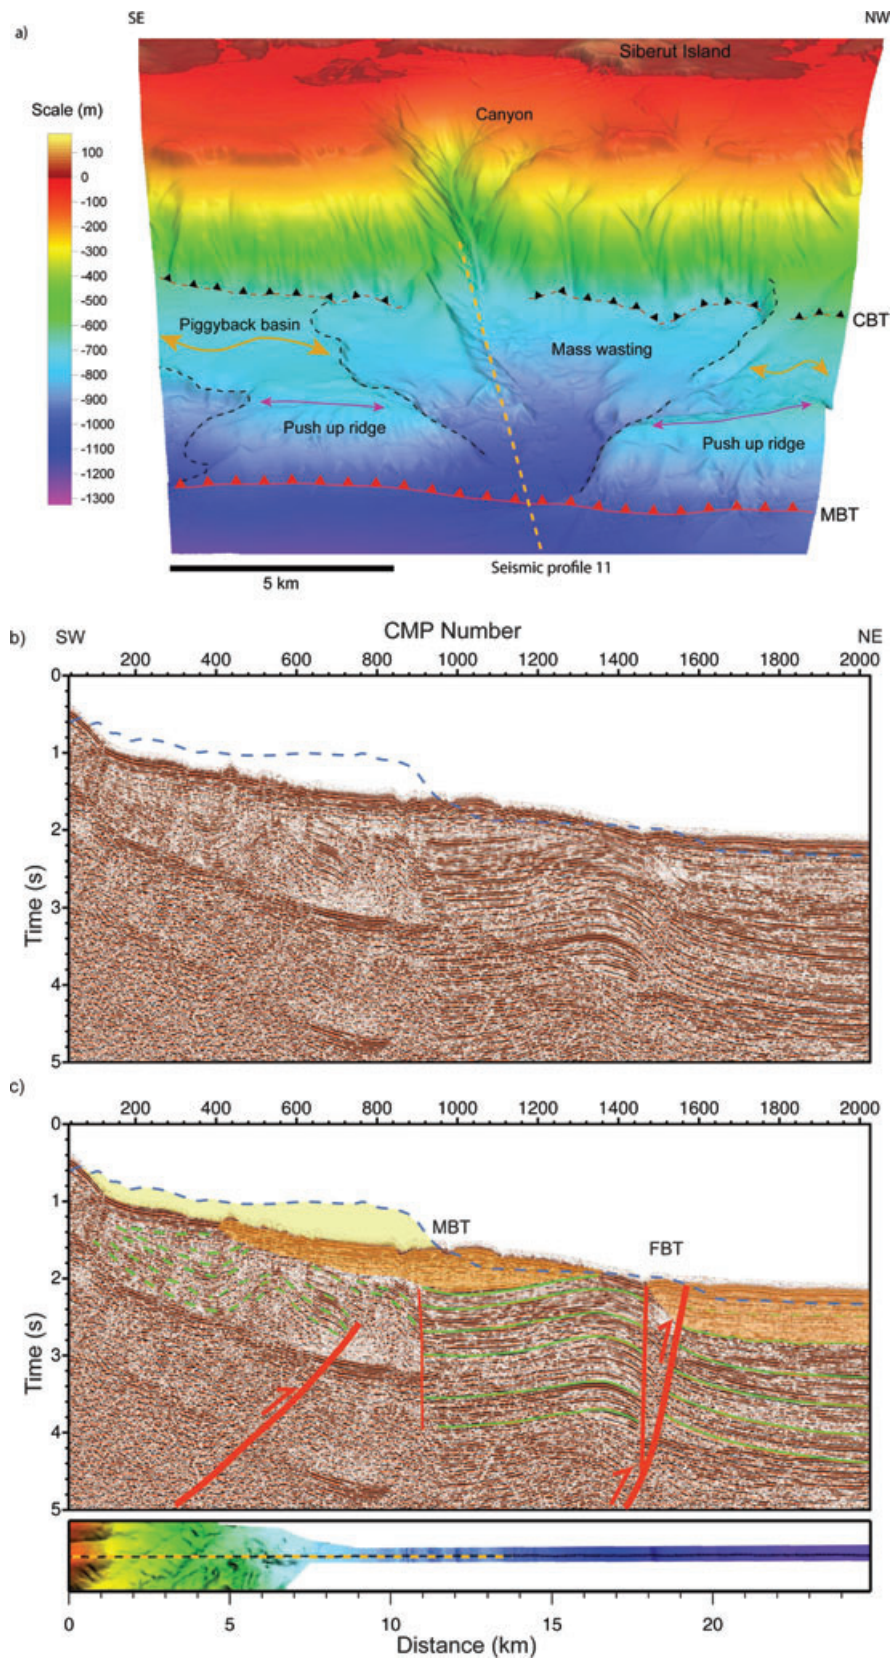 SE
NW
a)
Siberut Island
Scale (m)
Canyon
100
0
-100
-200
-300
-400
-500
-600
-700
-800
-900
-1000
-1100
-1200
-1300
CBT
Piggyback basin
Mass wasting
Push up ridge
Push up ridge
MBT
5 km
Seismic profile 11
b)
SW
CMP Number
NE
200 400 600 800 1000 1200 1400 1600 1800 2000
0
1
2
3
4
5
Time (s)
c)
200 400 600 800 1000 1200 1400 1600 1800 2000
0
1
2
3
4
5
Time (s)
MBT
FBT
0 5 10 15 20
Distance (km)